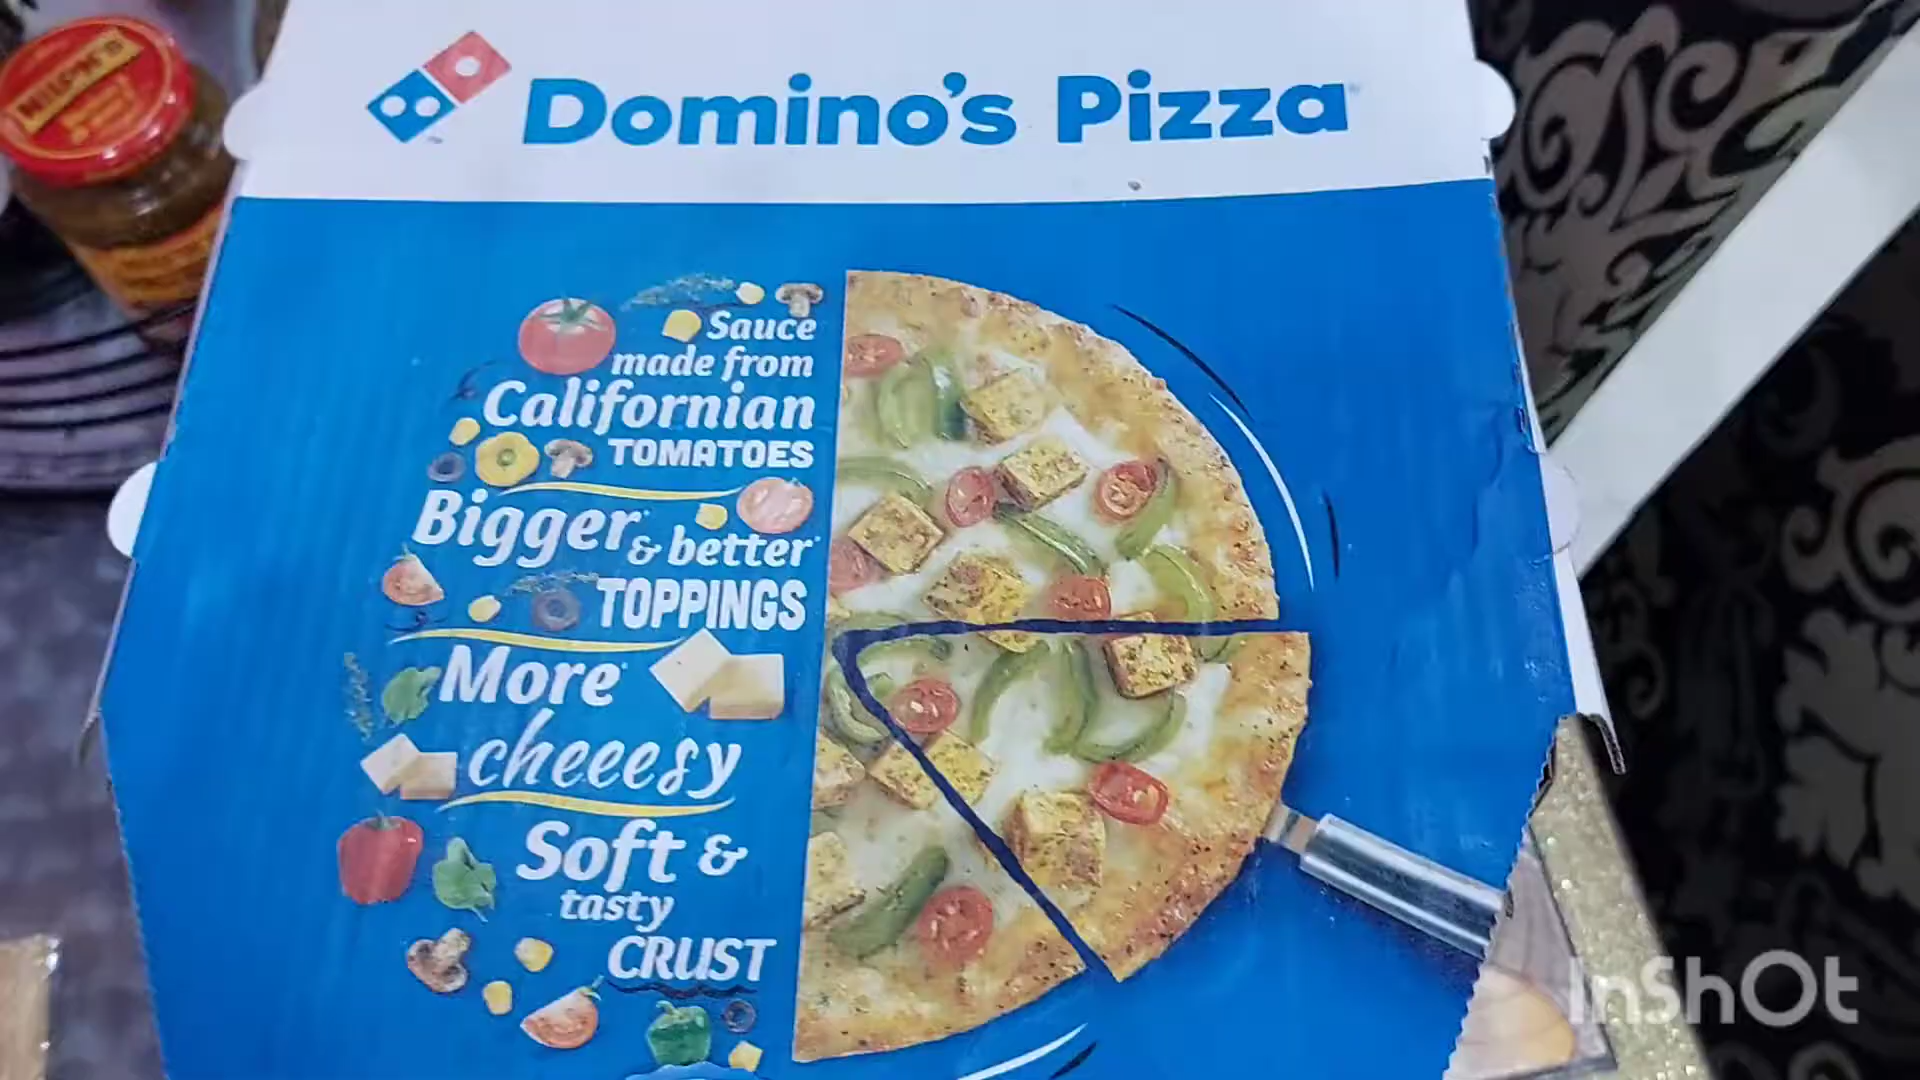 Domino's Pizza
Sauce
made from
Californian
TOMATOES
Bigger
& better
TOPPINGS
More
cheeesy
Soft &
tasty
CRUST
InShOt